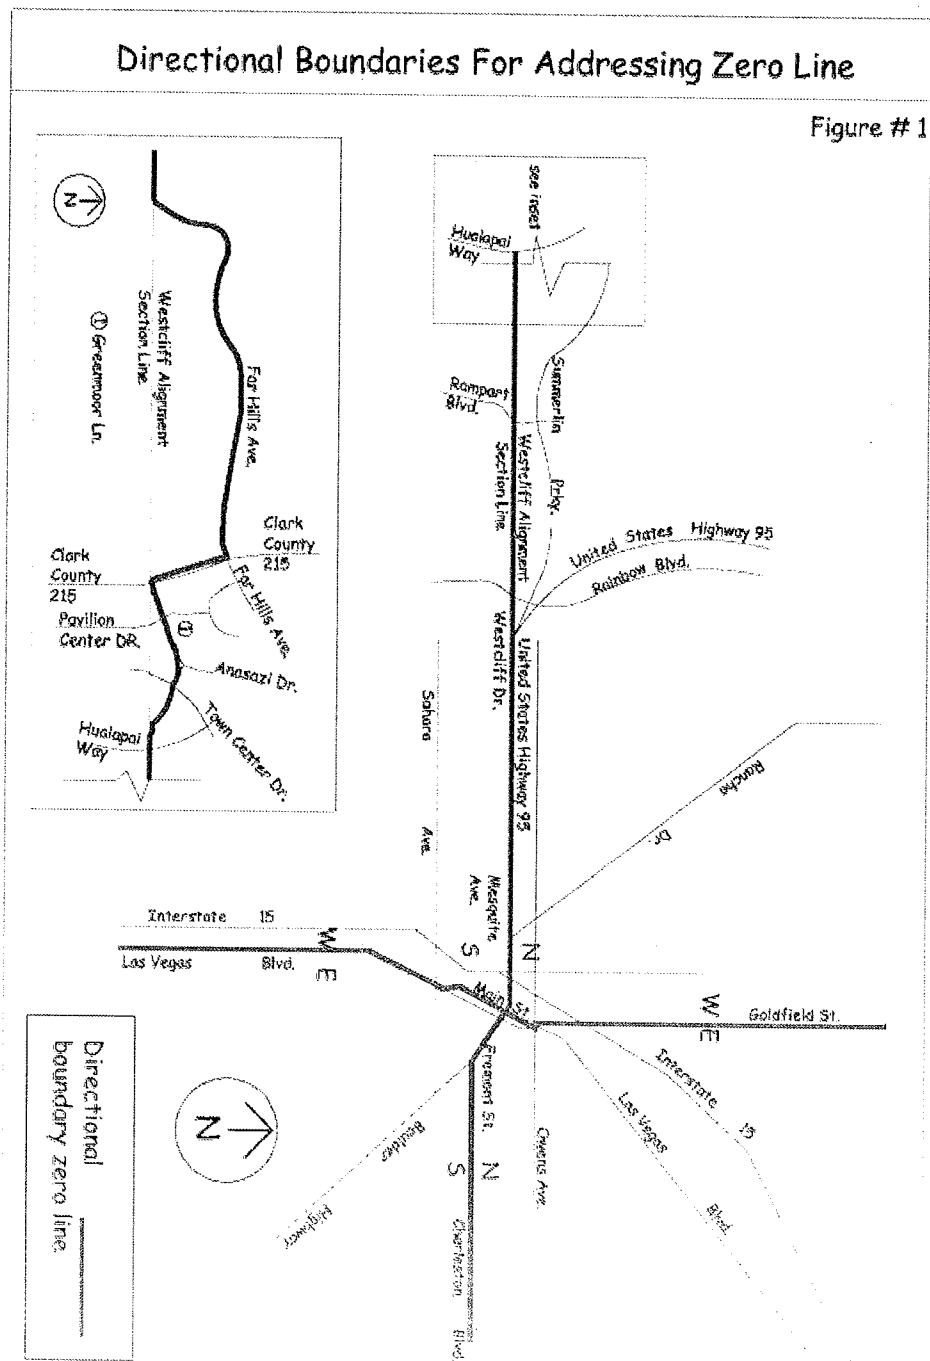 Directional Boundaries For Addressing Zero Line
Figure # 1
N
Westcliff Alignment
Section Line
① Greenmoor Ln.
Far Hills Ave.
Clark
County
215
Clark
County
215
Far Hills Ave.
Pavilion
Center DR.
①
Anasazi Dr.
Town Center Dr.
Hualapai
Way
see inset
Hualapai
Way
Summerlin
Pkwy.
Rampart
Blvd.
Westcliff Alignment
Section Line
United States Highway 95
Rainbow Blvd.
Westcliff Dr.
United States Highway 95
Sahara
Ave.
Rancho
Dr.
Mesquite
Ave.
Interstate 15
W
E
Las Vegas Blvd.
N
S
Main St.
W
E
Goldfield St.
Interstate 15
Las Vegas
Blvd.
Fremont St.
Owens Ave.
Boulder
Highway
N
S
Charleston Blvd.
N
Directional
boundary zero line.